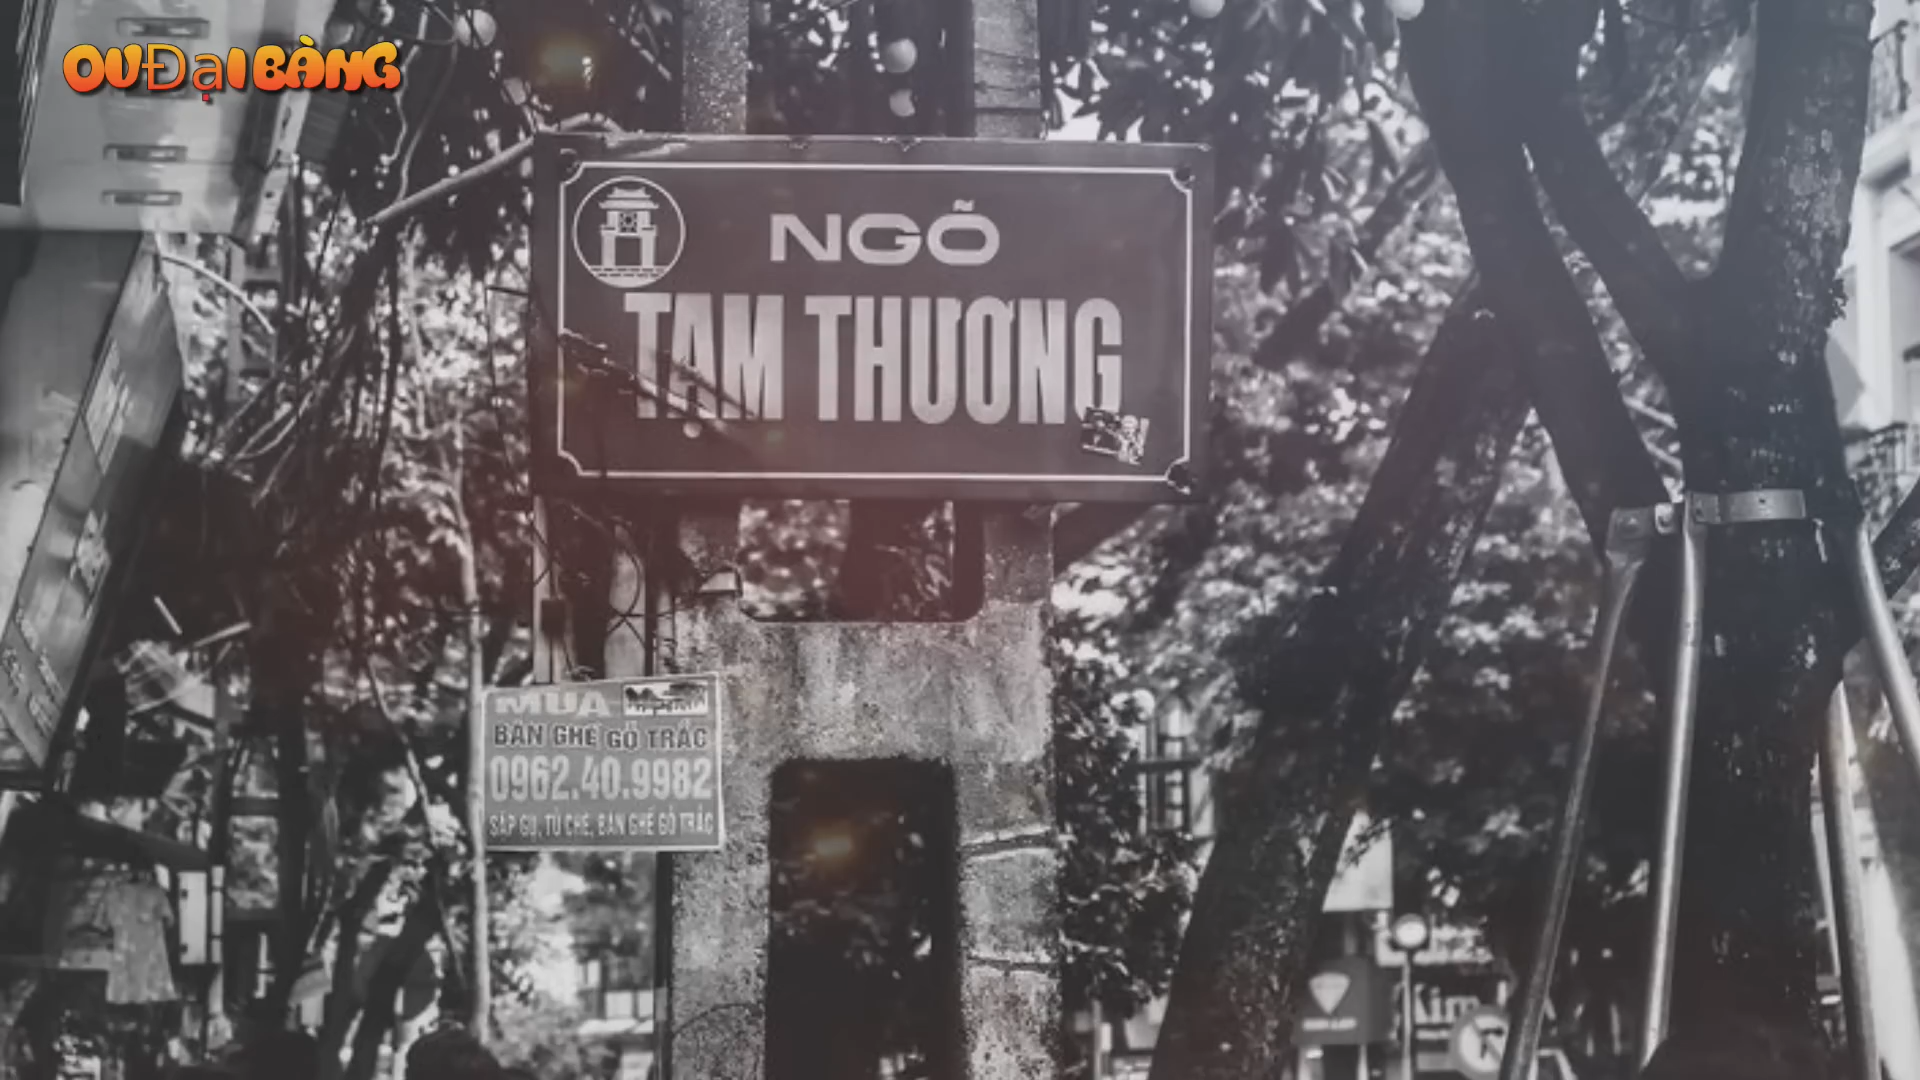 OUĐẠI BÀNG
NGÕ
TẠM THƯƠNG
MUA
BÀN GHẾ GỖ TRẮC
0962.40.9982
SẬP GỤ, TỦ CHÈ, BÀN GHẾ GỖ TRẮC
Kim